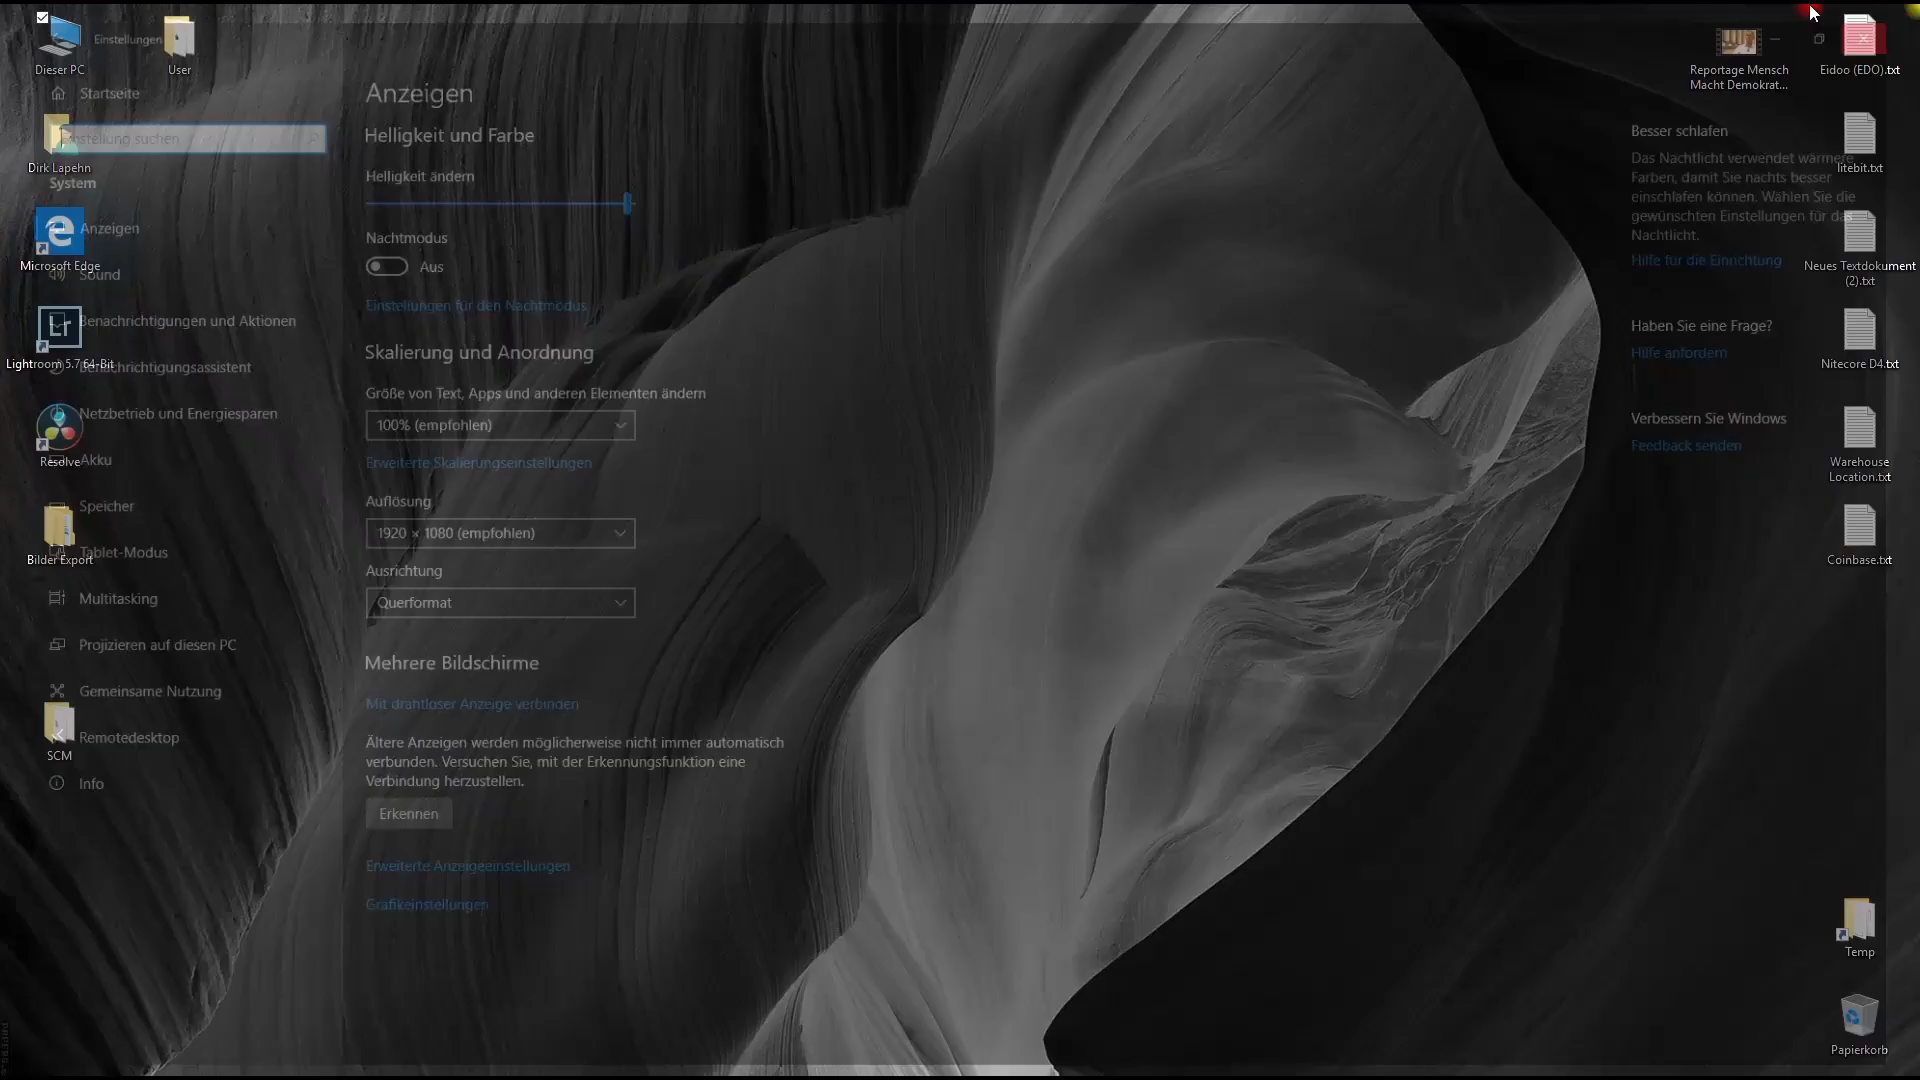 Einstellungen
Dieser PC
User
Startseite
Einstellung suchen
Dirk Lapehn
System
Anzeigen
Microsoft Edge
Sound
Benachrichtigungen und Aktionen
Lr
Lightroom 5.7 64-Bit
Benachrichtigungsassistent
Netzbetrieb und Energiesparen
Resolve
Akku
Speicher
Tablet-Modus
Bilder Export
Multitasking
Projizieren auf diesen PC
Gemeinsame Nutzung
Remotedesktop
SCM
Info
Anzeigen
Helligkeit und Farbe
Helligkeit ändern
Nachtmodus
Aus
Einstellungen für den Nachtmodus
Skalierung und Anordnung
Größe von Text, Apps und anderen Elementen ändern
100% (empfohlen)
Erweiterte Skalierungseinstellungen
Auflösung
1920 × 1080 (empfohlen)
Ausrichtung
Querformat
Mehrere Bildschirme
Mit drahtloser Anzeige verbinden
Ältere Anzeigen werden möglicherweise nicht immer automatisch
verbunden. Versuchen Sie, mit der Erkennungsfunktion eine
Verbindung herzustellen.
Erkennen
Erweiterte Anzeigeeinstellungen
Grafikeinstellungen
Reportage Mensch
Macht Demokrat...
Besser schlafen
Das Nachtlicht verwendet wärmere
Farben, damit Sie nachts besser
einschlafen können. Wählen Sie die
gewünschten Einstellungen für das
Nachtlicht.
Hilfe für die Einrichtung
Haben Sie eine Frage?
Hilfe anfordern
Verbessern Sie Windows
Feedback senden
Eidoo (EDO).txt
litebit.txt
Neues Textdokument
(2).txt
Nitecore D4.txt
Warehouse
Location.txt
Coinbase.txt
Temp
Papierkorb